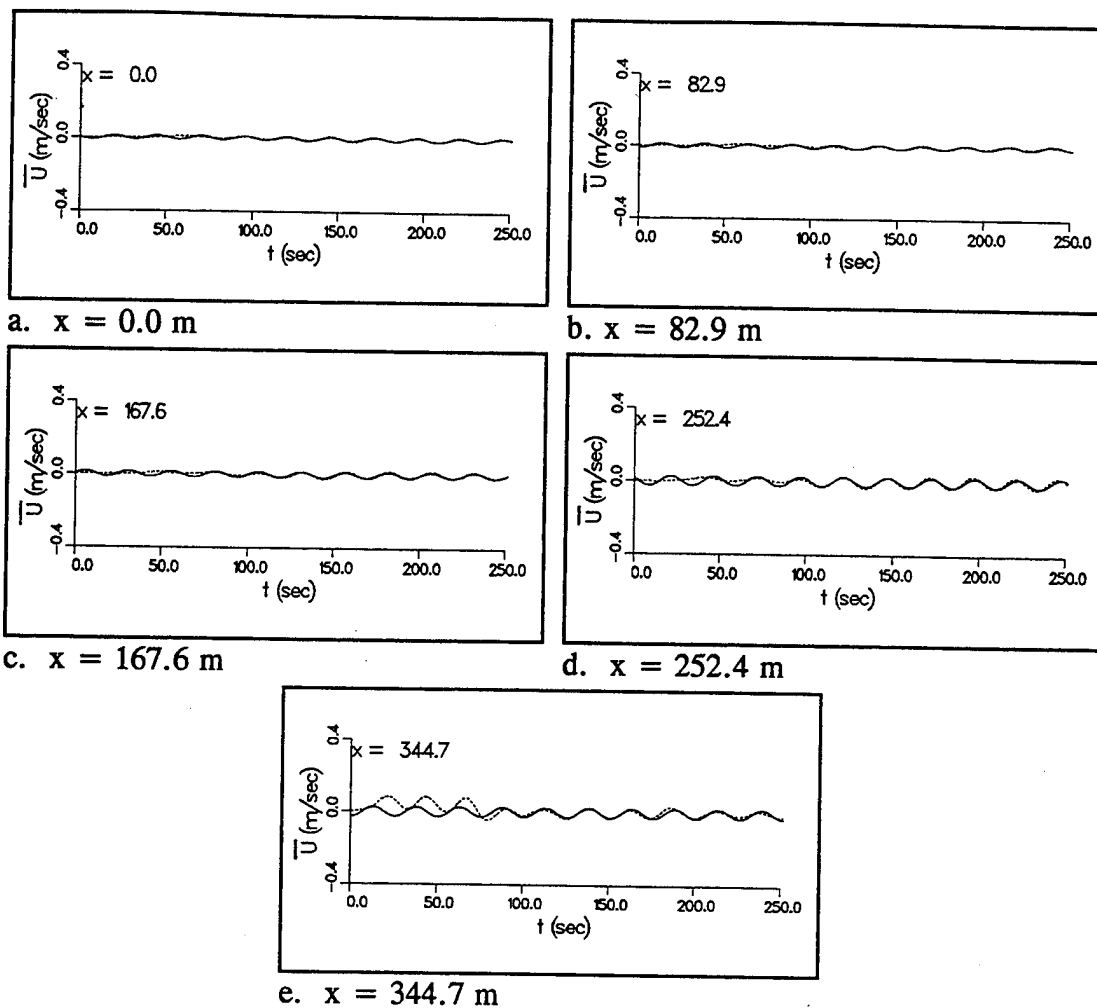 0.4
x = 0.0
U (m/sec)
0.0
-0.4
0.0 50.0 100.0 150.0 200.0 250.0
t (sec)
a. x = 0.0 m
0.4
x = 82.9
U (m/sec)
0.0
-0.4
0.0 50.0 100.0 150.0 200.0 250.0
t (sec)
b. x = 82.9 m
0.4
x = 167.6
U (m/sec)
0.0
-0.4
0.0 50.0 100.0 150.0 200.0 250.0
t (sec)
c. x = 167.6 m
0.4
x = 252.4
U (m/sec)
0.0
-0.4
0.0 50.0 100.0 150.0 200.0 250.0
t (sec)
d. x = 252.4 m
0.4
x = 344.7
U (m/sec)
0.0
-0.4
0.0 50.0 100.0 150.0 200.0 250.0
t (sec)
e. x = 344.7 m